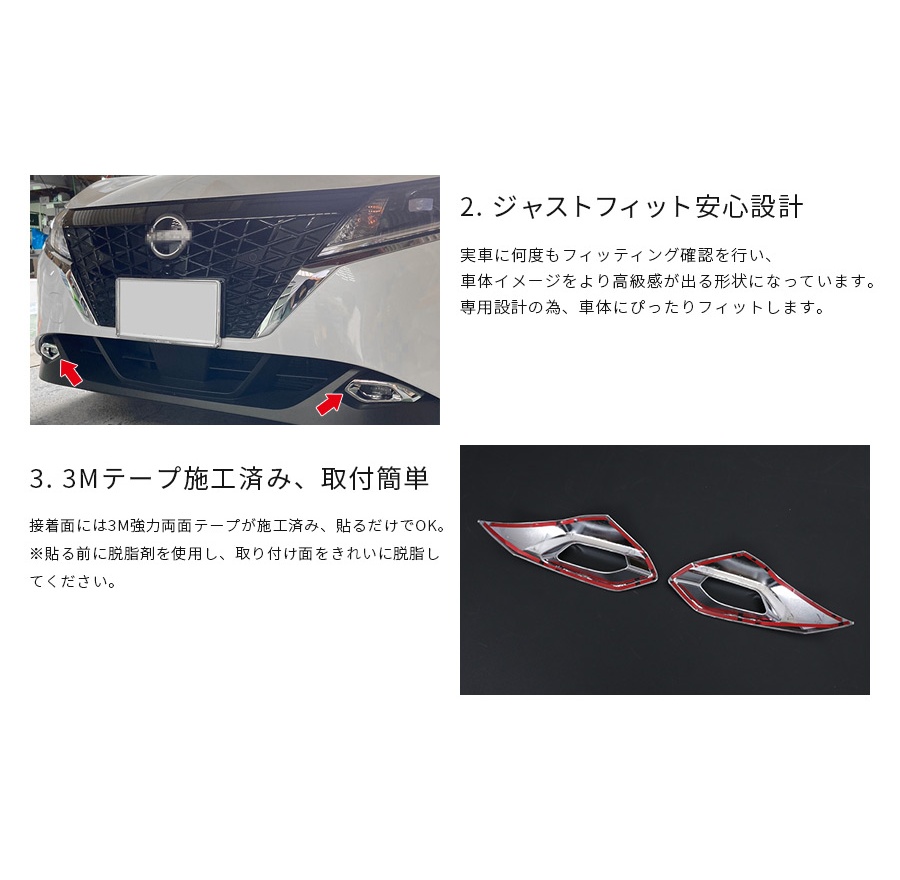 2. ジャストフィット安心設計
実車に何度もフィッティング確認を行い、
車体イメージをより高級感が出る形状になっています。
専用設計の為、車体にぴったりフィットします。
3. 3Mテープ施工済み、取付簡単
接着面には3M強力両面テープが施工済み、貼るだけでOK。
※貼る前に脱脂剤を使用し、取り付け面をきれいに脱脂し
てください。